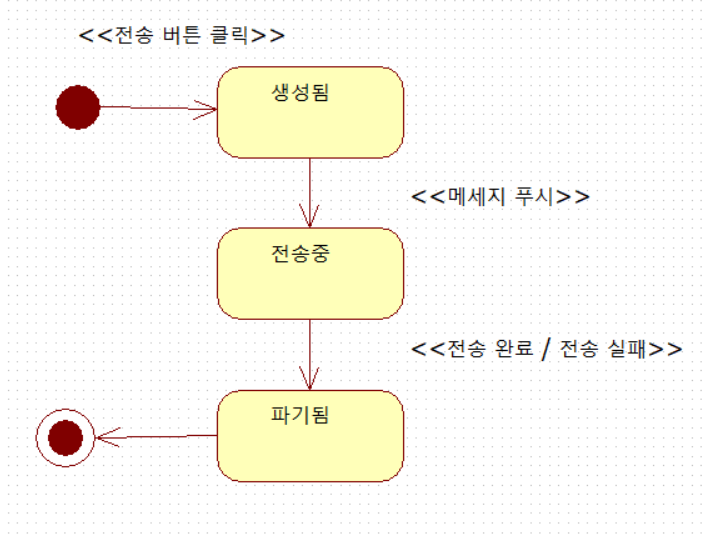 <<전송 버튼 클릭>>
생성됨
<<메세지 푸시>>
전송중
<<전송 완료 / 전송 실패>>
파기됨